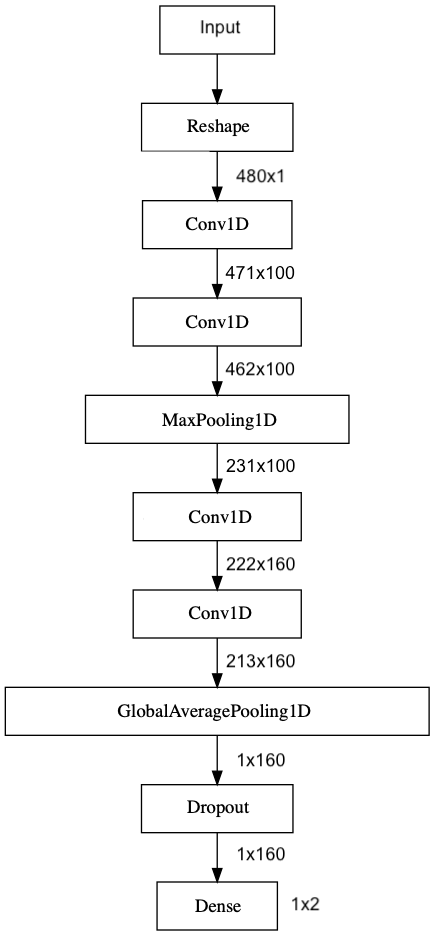 Input
Reshape
480x1
Conv1D
471x100
Conv1D
462x100
MaxPooling1D
231x100
Conv1D
222x160
Conv1D
213x160
GlobalAveragePooling1D
1x160
Dropout
1x160
Dense
1x2